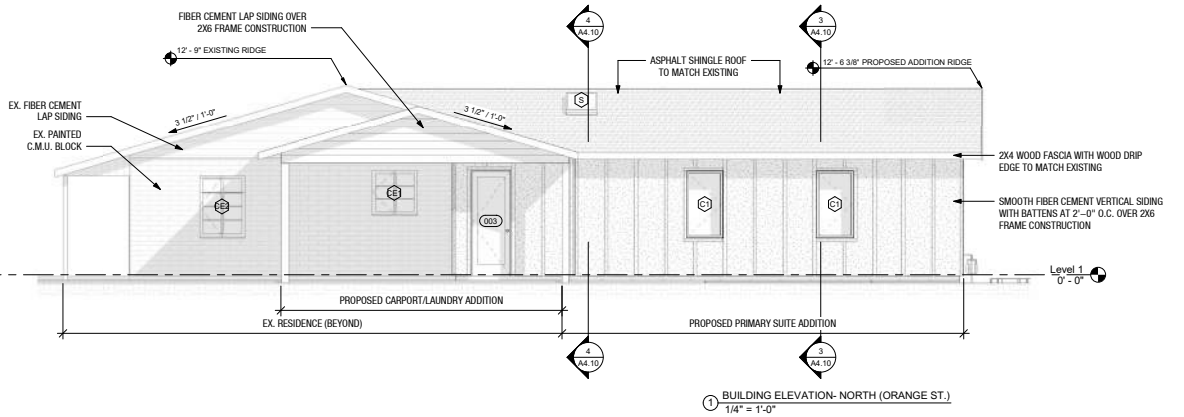 FIBER CEMENT LAP SIDING OVER
2X6 FRAME CONSTRUCTION
4
A4.10
3
A4.10
12' - 9" EXISTING RIDGE
ASPHALT SHINGLE ROOF
TO MATCH EXISTING
12' - 6 3/8" PROPOSED ADDITION RIDGE
S
EX. FIBER CEMENT
LAP SIDING
3 1/2" / 1'-0"
3 1/2" / 1'-0"
EX. PAINTED
C.M.U. BLOCK
2X4 WOOD FASCIA WITH WOOD DRIP
EDGE TO MATCH EXISTING
CE2
CE1
003
C1
C1
SMOOTH FIBER CEMENT VERTICAL SIDING
WITH BATTENS AT 2'-0" O.C. OVER 2X6
FRAME CONSTRUCTION
Level 1
0' - 0"
PROPOSED CARPORT/LAUNDRY ADDITION
EX. RESIDENCE (BEYOND)
PROPOSED PRIMARY SUITE ADDITION
4
A4.10
3
A4.10
1
BUILDING ELEVATION- NORTH (ORANGE ST.)
1/4" = 1'-0"